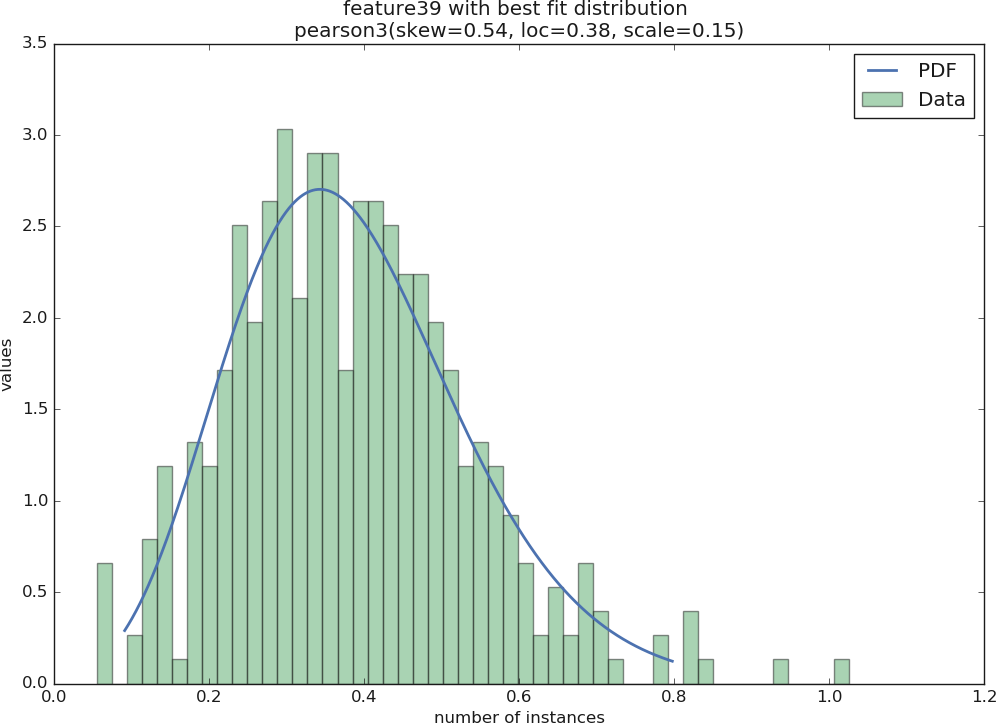 feature39 with best fit distribution
pearson3(skew=0.54, loc=0.38, scale=0.15)
3.5
3.0
2.5
2.0
1.5
1.0
0.5
0.0
values
PDF
Data
0.0 0.2 0.4 0.6 0.8 1.0 1.2
number of instances